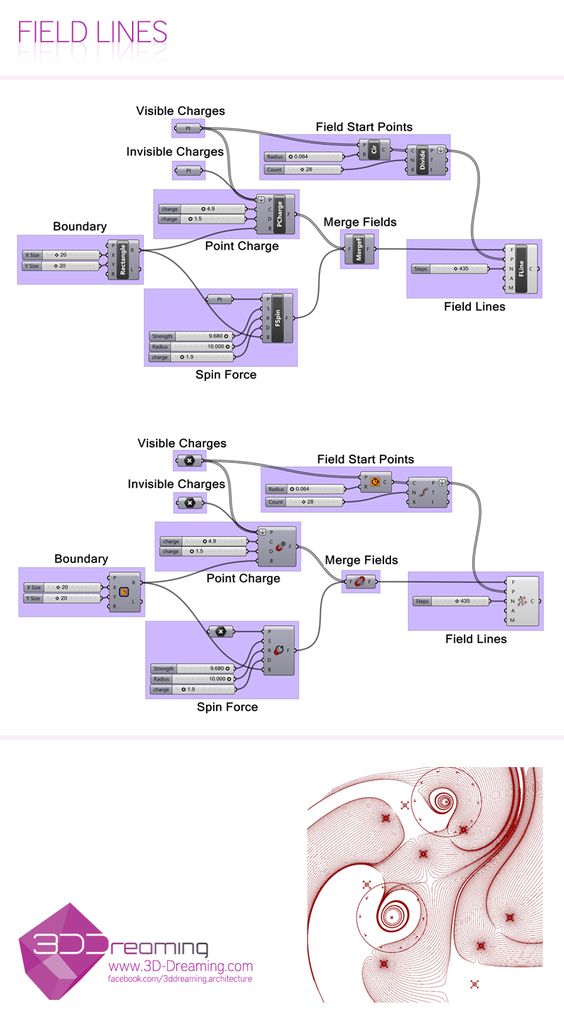 FIELD LINES
Visible Charges
Pt
Field Start Points
Radius 0.064
P R Cir C
Count 28
C N K Divide P T t
Invisible Charges
Pt
charge 4.9
charge 1.5
P C D B PCharge F
Point Charge
Boundary
X Size 20
Y Size 20
P X Y R Rectangle R L
Merge Fields
F MergeF F
Steps 435
F P N A M FLine C
Field Lines
Pt
Strength 9.680
Radius 10.000
charge 1.9
P S R D B FSpin F
Spin Force
Visible Charges
Field Start Points
Radius 0.064
P R C
Count 28
C N K P T t
Invisible Charges
charge 4.9
charge 1.5
P C D B F
Point Charge
Boundary
X Size 20
Y Size 20
P X Y R R L
Merge Fields
F F
Steps 435
F P N A M C
Field Lines
Strength 9.680
Radius 10.000
charge 1.9
P S R D B F
Spin Force
3DDreaming
www.3D-Dreaming.com
facebook.com/3ddreaming.architecture